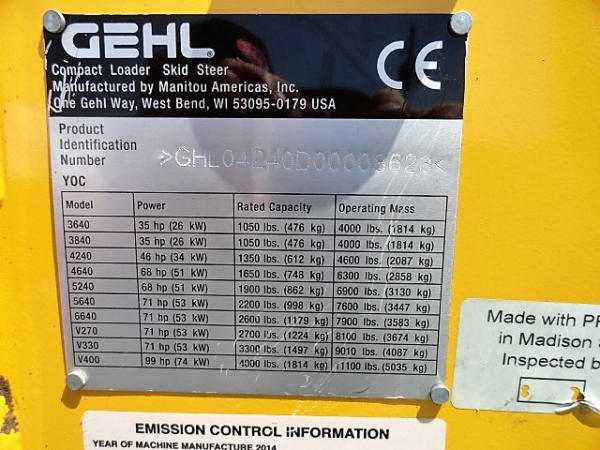 GEHL®
CE
Compact Loader Skid Steer
Manufactured by Manitou Americas, Inc.
One Gehl Way, West Bend, WI 53095-0179 USA
Product
Identification
Number
YOC
Model Power Rated Capacity Operating Mass
3640 35 hp (26 kW) 1050 lbs. (476 kg) 4000 lbs. (1814 kg)
3840 35 hp (26 kW) 1050 lbs. (476 kg) 4000 lbs. (1814 kg)
4240 46 hp (34 kW) 1350 lbs. (612 kg) 4600 lbs. (2087 kg)
4640 68 hp (51 kW) 1650 lbs. (748 kg) 6300 lbs. (2858 kg)
5240 68 hp (51 kW) 1900 lbs. (862 kg) 6900 lbs. (3130 kg)
5640 71 hp (53 kW) 2200 lbs. (998 kg) 7600 lbs. (3447 kg)
6640 71 hp (53 kW) 2600 lbs. (1179 kg) 7900 lbs. (3583 kg)
V270 71 hp (53 kW) 2700 lbs. (1224 kg) 8100 lbs. (3674 kg)
V330 71 hp (53 kW) 3300 lbs. (1497 kg) 9010 lbs. (4087 kg)
V400 99 hp (74 kW) 4000 lbs. (1814 kg) 11100 lbs. (5035 kg)
Made with
in Madison
Inspected
EMISSION CONTROL INFORMATION
YEAR OF MACHINE MANUFACTURE 2014